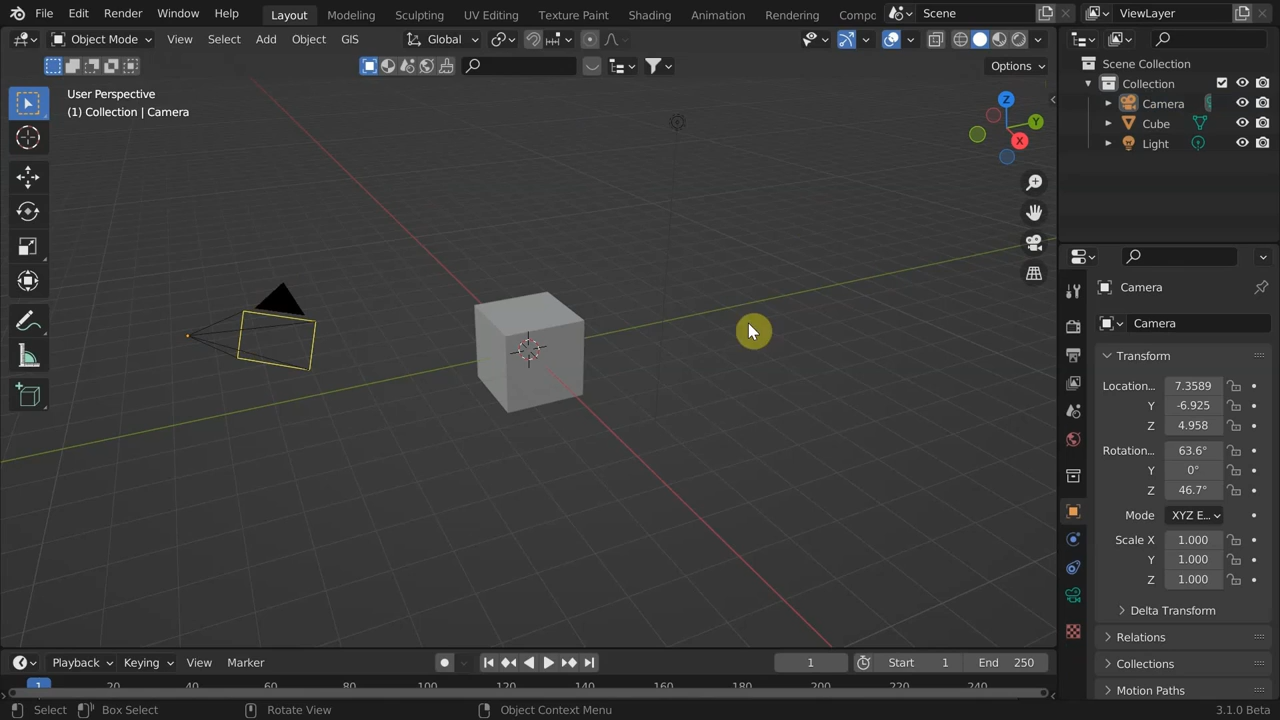 File Edit Render Window Help Layout Modeling Sculpting UV Editing Texture Paint Shading Animation Rendering Compo Scene ViewLayer
Object Mode View Select Add Object GIS Global
Options
User Perspective
(1) Collection | Camera
Z
Y
X
Scene Collection
Collection
Camera
Cube
Light
Camera
Camera
Transform
Location... 7.3589
Y -6.925
Z 4.958
Rotation... 63.6°
Y 0°
Z 46.7°
Mode XYZ E...
Scale X 1.000
Y 1.000
Z 1.000
Delta Transform
Relations
Collections
Motion Paths
Playback Keying View Marker 1 Start 1 End 250
1 20 40 60 80 100 120 140 160 180 200 220 240
Select Box Select Rotate View Object Context Menu 3.1.0 Beta